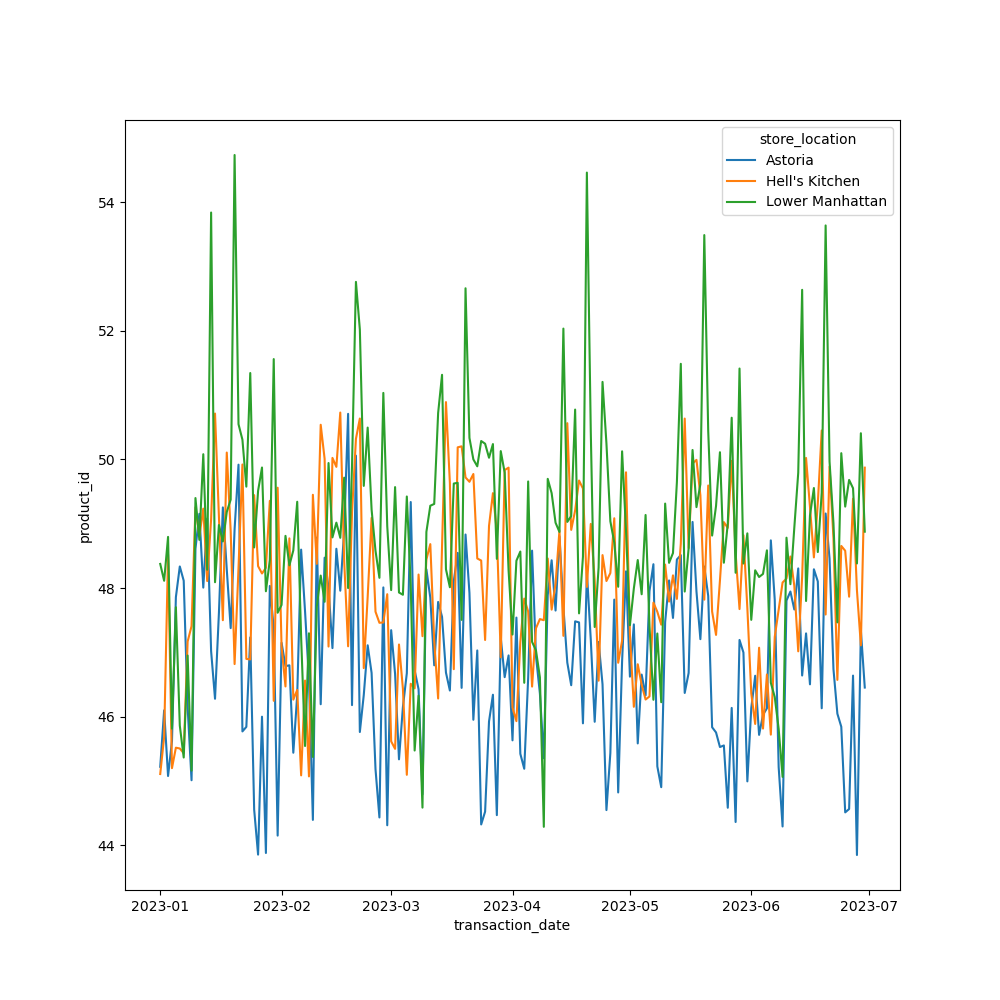 store_location
Astoria
Hell's Kitchen
Lower Manhattan
54
52
50
48
46
44
product_id
2023-01 2023-02 2023-03 2023-04 2023-05 2023-06 2023-07
transaction_date